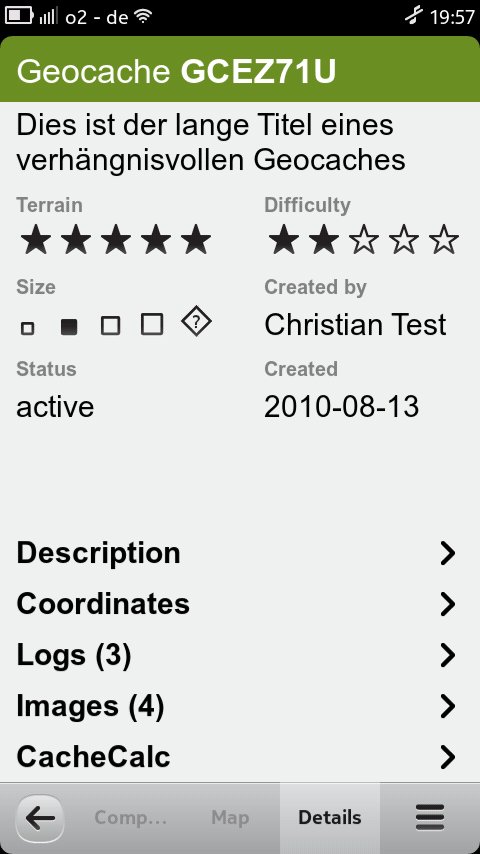 o2 - de 19:57
Geocache GCEZ71U
Dies ist der lange Titel eines
verhängnisvollen Geocaches
Terrain Difficulty
Size Created by
? Christian Test
Status Created
active 2010-08-13
Description
Coordinates
Logs (3)
Images (4)
CacheCalc
Comp... Map Details